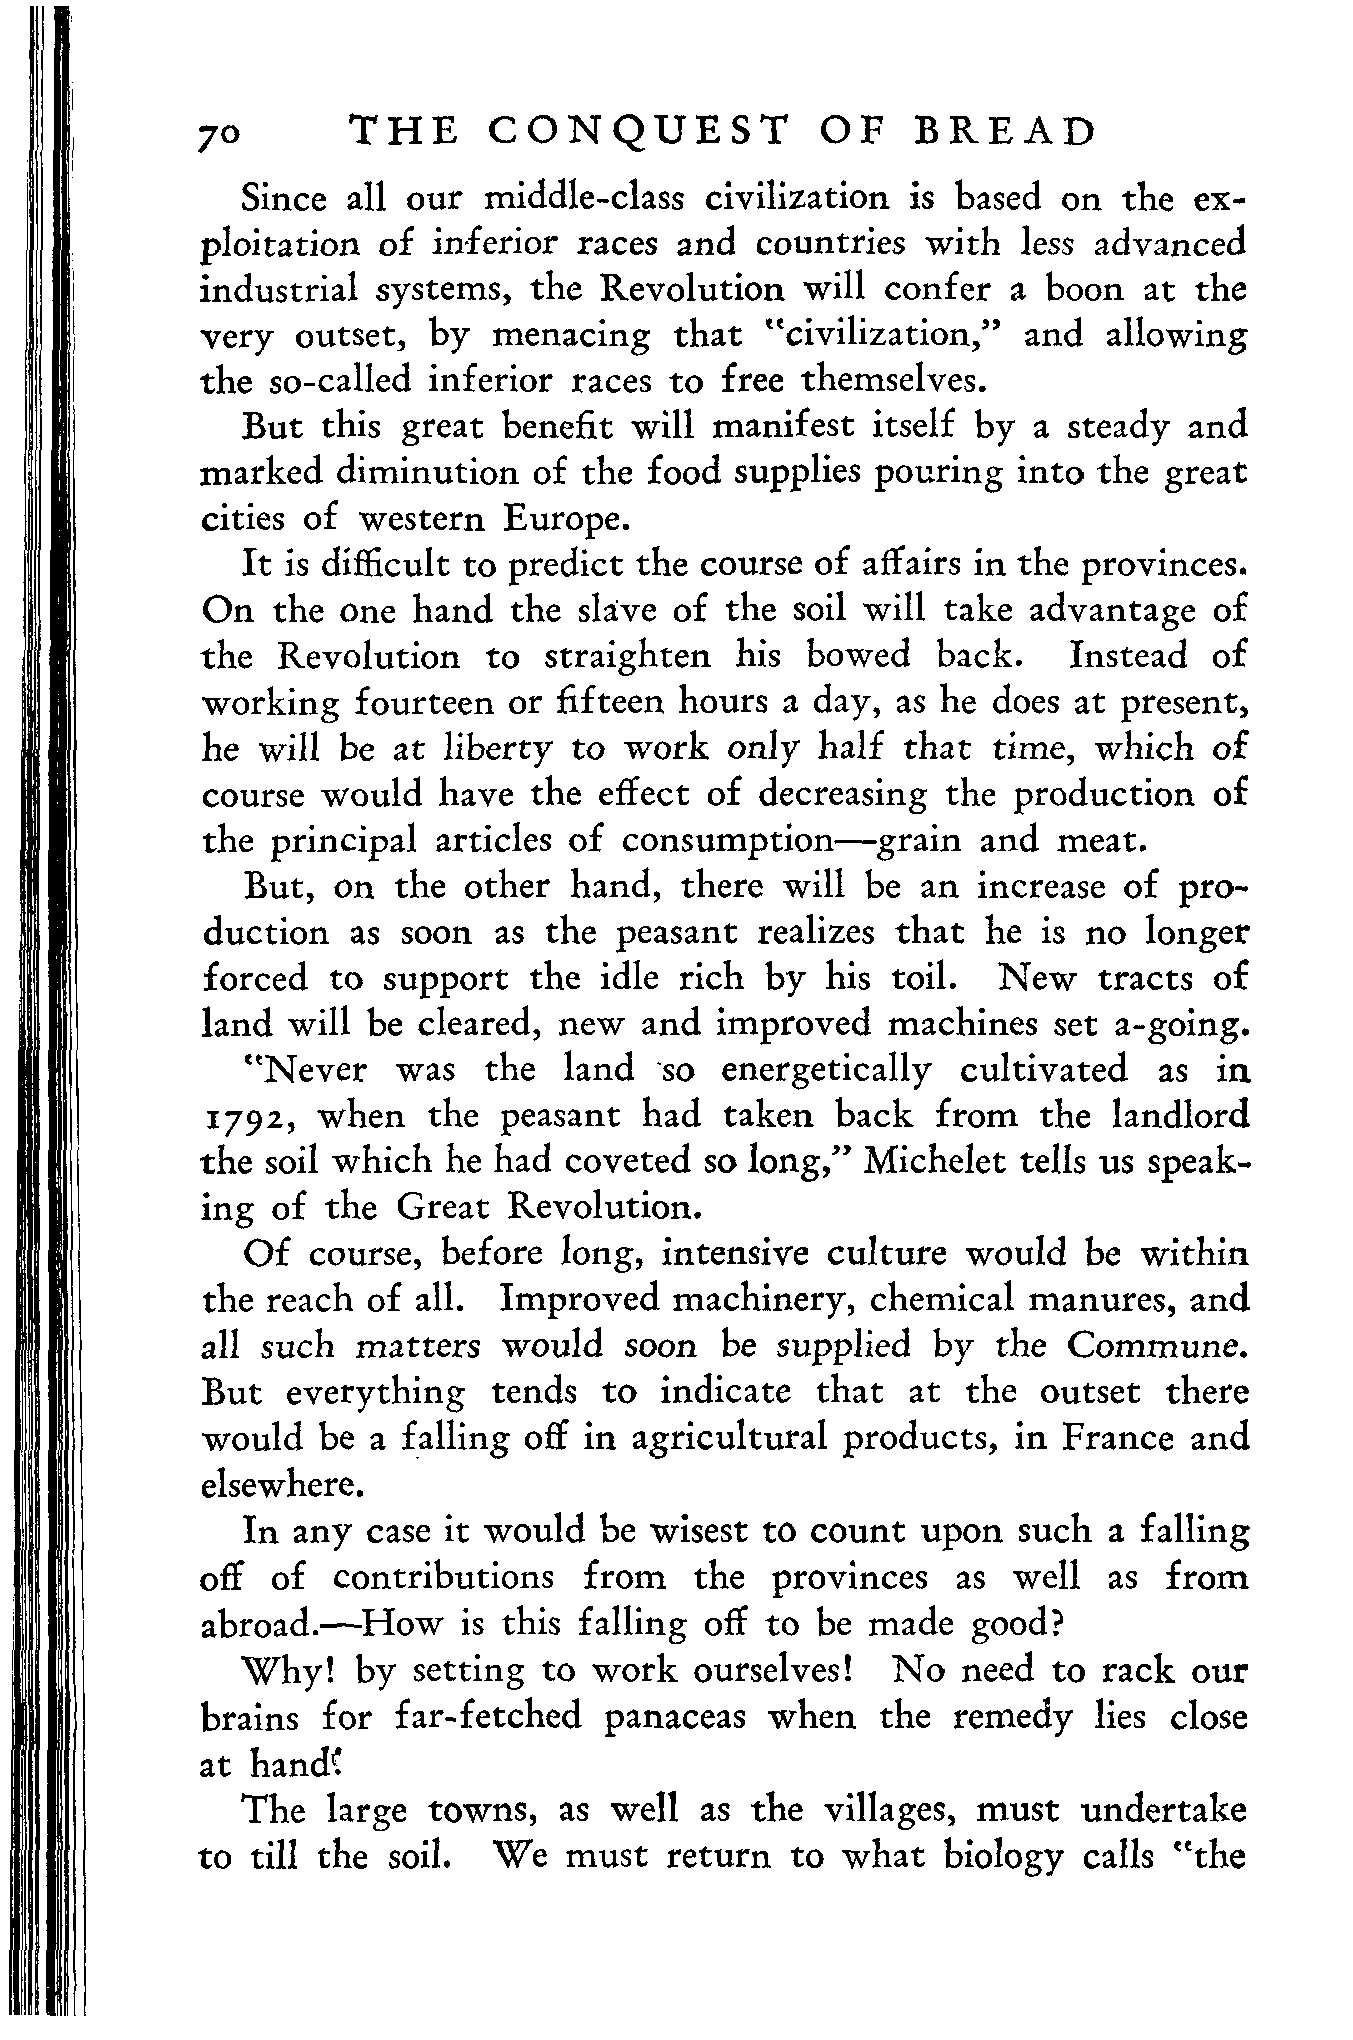 70 THE CONQUEST OF BREAD
Since all our middle-class civilization is based on the ex-
ploitation of inferior races and countries with less advanced
industrial systems, the Revolution will confer a boon at the
very outset, by menacing that "civilization," and allowing
the so-called inferior races to free themselves.
But this great benefit will manifest itself by a steady and
marked diminution of the food supplies pouring into the great
cities of western Europe.
It is difficult to predict the course of affairs in the provinces.
On the one hand the slave of the soil will take advantage of
the Revolution to straighten his bowed back. Instead of
working fourteen or fifteen hours a day, as he does at present,
he will be at liberty to work only half that time, which of
course would have the effect of decreasing the production of
the principal articles of consumption—grain and meat.
But, on the other hand, there will be an increase of pro-
duction as soon as the peasant realizes that he is no longer
forced to support the idle rich by his toil. New tracts of
land will be cleared, new and improved machines set a-going.
"Never was the land so energetically cultivated as in
1792, when the peasant had taken back from the landlord
the soil which he had coveted so long," Michelet tells us speak-
ing of the Great Revolution.
Of course, before long, intensive culture would be within
the reach of all. Improved machinery, chemical manures, and
all such matters would soon be supplied by the Commune.
But everything tends to indicate that at the outset there
would be a falling off in agricultural products, in France and
elsewhere.
In any case it would be wisest to count upon such a falling
off of contributions from the provinces as well as from
abroad.—How is this falling off to be made good?
Why! by setting to work ourselves! No need to rack our
brains for far-fetched panaceas when the remedy lies close
at hand!
The large towns, as well as the villages, must undertake
to till the soil. We must return to what biology calls "the